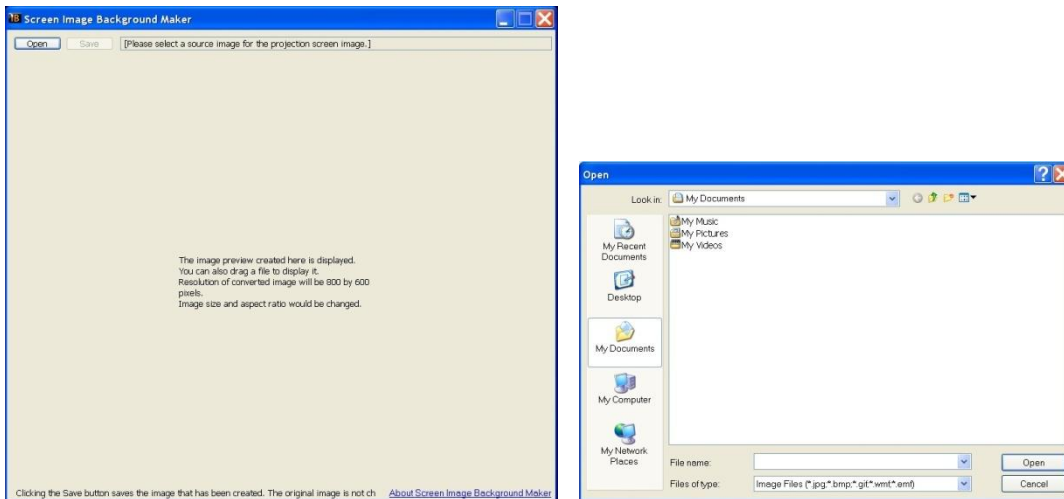 Screen Image Background Maker
Open Save [Please select a source image for the projection screen image.]
The image preview created here is displayed.
You can also drag a file to display it.
Resolution of converted image will be 800 by 600
pixels.
Image size and aspect ratio would be changed.
Clicking the Save button saves the image that has been created. The original image is not ch About Screen Image Background Maker
Open
Look in: My Documents
My Music
My Pictures
My Videos
My Recent
Documents
Desktop
My Documents
My Computer
My Network
Places
File name: Open
Files of type: Image Files (*.jpg;*.bmp;*.gif;*.wmf;*.emf) Cancel